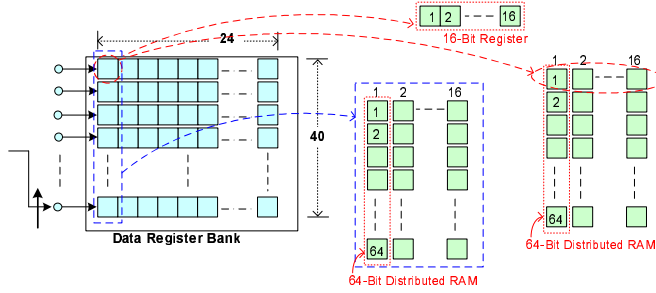 1 2 16
16-Bit Register
24
40
Data Register Bank
1 2 16
1
2
64
64-Bit Distributed RAM
1 2 16
1
2
64
64-Bit Distributed RAM